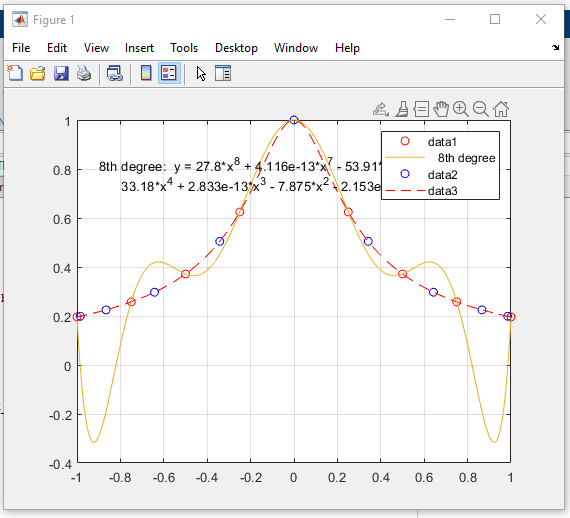 Figure 1
File Edit View Insert Tools Desktop Window Help
data1
8th degree
data2
data3
8th degree: y = 27.8*x^8 + 4.116e-13*x^7 - 53.91*
33.18*x^4 + 2.833e-13*x^3 - 7.875*x^2 - 2.153e
1
0.8
0.6
0.4
0.2
0
-0.2
-0.4
-1 -0.8 -0.6 -0.4 -0.2 0 0.2 0.4 0.6 0.8 1